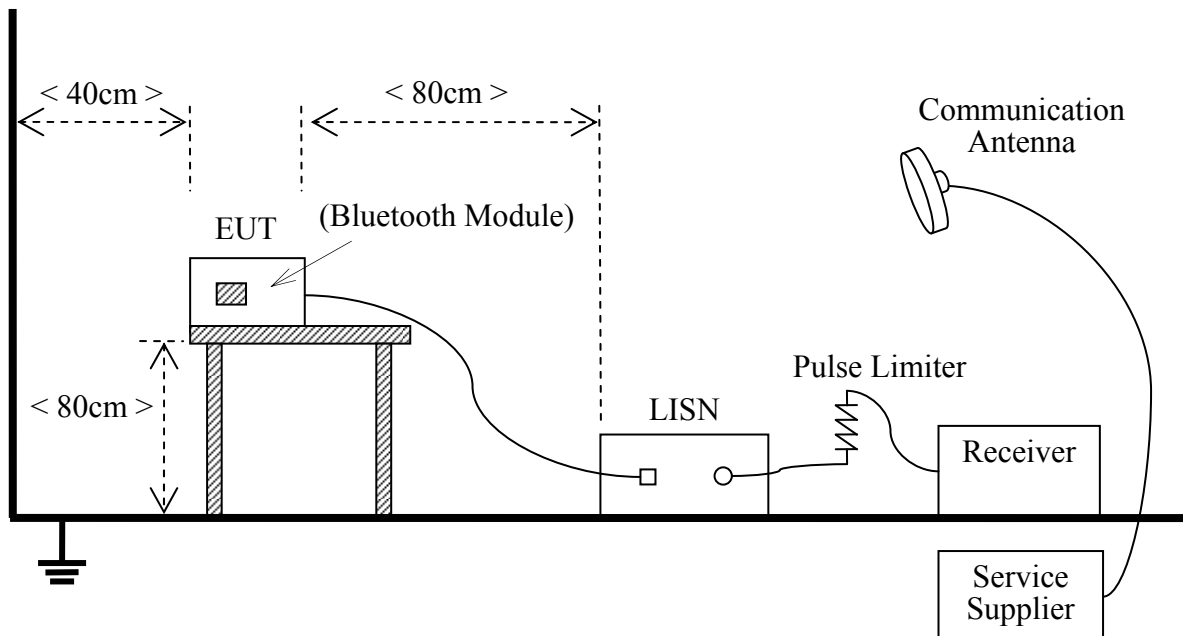 < 40cm >
< 80cm >
Communication
Antenna
(Bluetooth Module)
EUT
Pulse Limiter
< 80cm >
LISN
Receiver
Service
Supplier